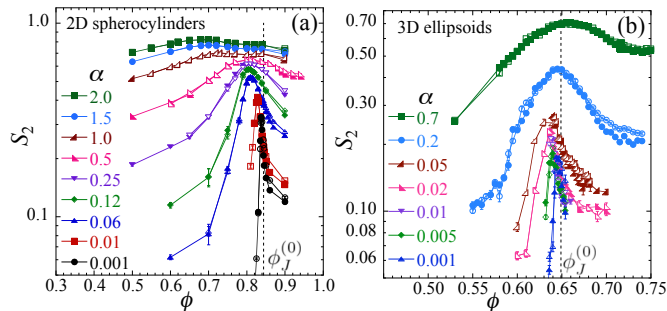 (a) 2D spherocylinders
S₂
1.0
0.1
α
2.0
1.5
1.0
0.5
0.25
0.12
0.06
0.01
0.001
ϕ_J^(0)
0.3 0.4 0.5 0.6 0.7 0.8 0.9 1.0
ϕ
(b) 3D ellipsoids
S₂
0.70
0.50
0.30
0.10
0.08
0.06
α
0.7
0.2
0.05
0.02
0.01
0.005
0.001
ϕ_J^(0)
0.50 0.55 0.60 0.65 0.70 0.75
ϕ